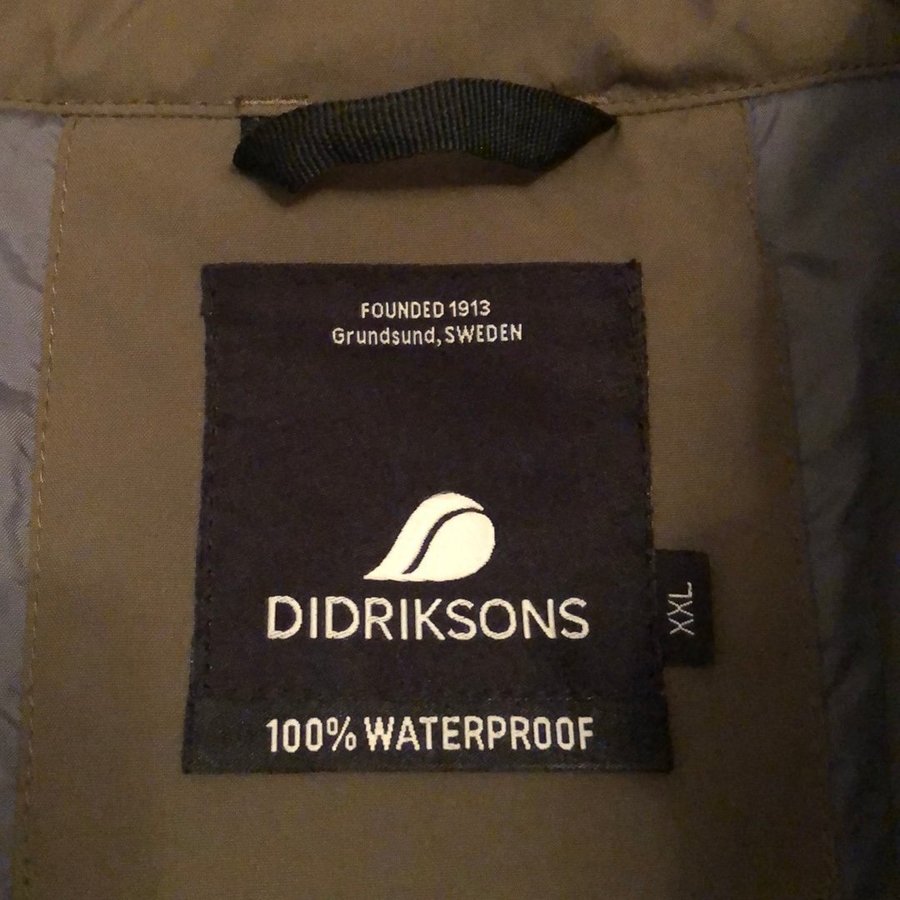 FOUNDED 1913
Grundsund, SWEDEN
DIDRIKSONS
XXL
100% WATERPROOF